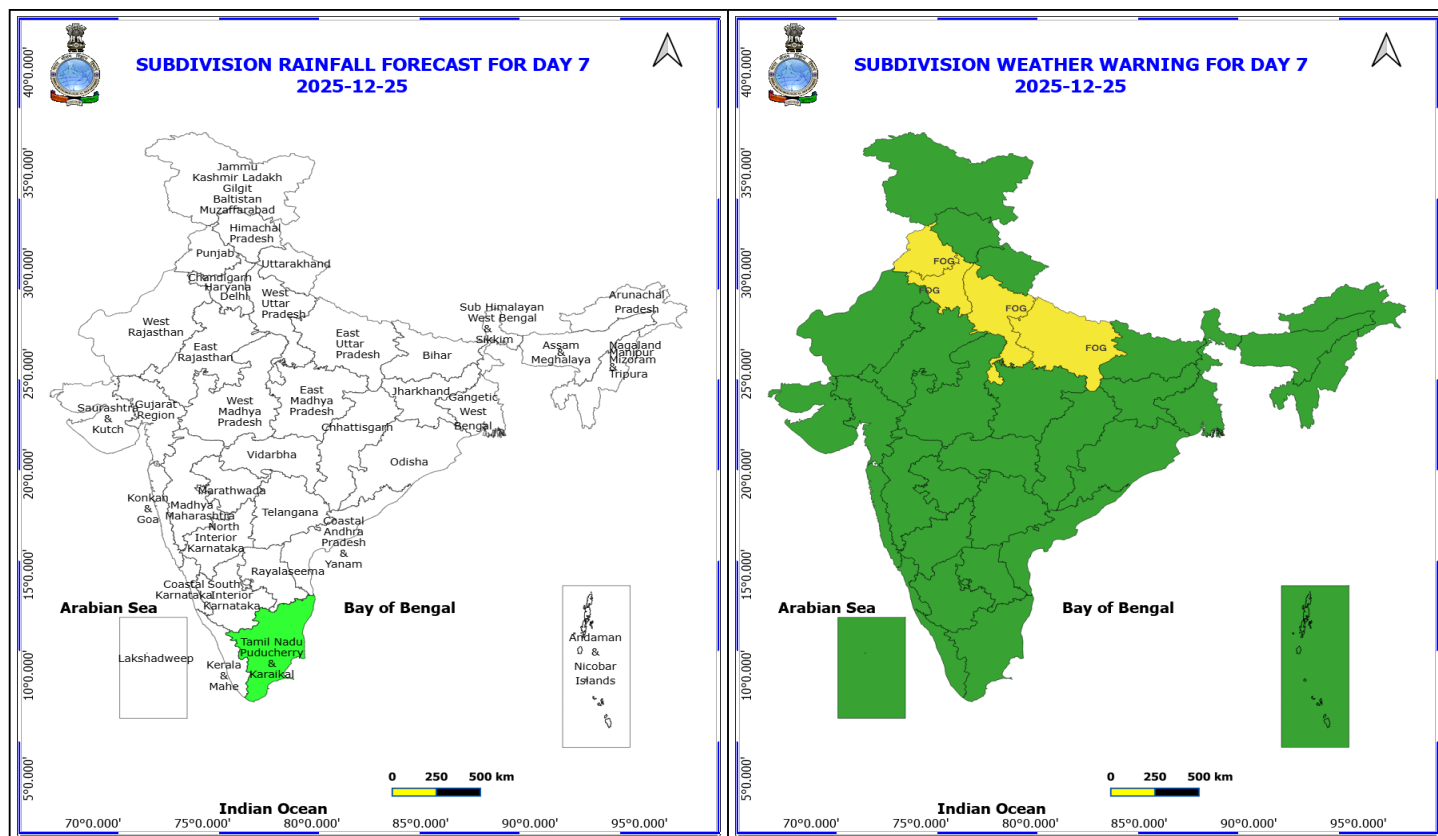 SUBDIVISION RAINFALL FORECAST FOR DAY 7
2025-12-25
40°0.000'
35°0.000'
30°0.000'
25°0.000'
20°0.000'
15°0.000'
10°0.000'
5°0.000'
Jammu
Kashmir Ladakh
Gilgit
Baltistan
Muzaffarabad
Himachal
Pradesh
Punjab
Uttarakhand
Chandigarh
Haryana
Delhi
West
Uttar
Pradesh
West
Rajasthan
East
Rajasthan
East
Uttar
Pradesh
Bihar
Sub Himalayan
West Bengal
&
Sikkim
Arunachal
Pradesh
Assam
&
Meghalaya
Nagaland
Manipur
Mizoram
&
Tripura
Saurashtra
&
Kutch
Gujarat
Region
West
Madhya
Pradesh
East
Madhya
Pradesh
Jharkhand
Gangetic
West
Bengal
Chhattisgarh
Vidarbha
Odisha
Konkan
&
Goa
Madhya
Maharashtra
Marathwada
Telangana
North
Interior
Karnataka
Coastal
Andhra
Pradesh
&
Yanam
Rayalaseema
Coastal
Karnataka
South
Interior
Karnataka
Arabian Sea
Bay of Bengal
Lakshadweep
Kerala
&
Mahe
Tamil Nadu
Puducherry
&
Karaikal
Andaman
&
Nicobar
Islands
0 250 500 km
Indian Ocean
70°0.000' 75°0.000' 80°0.000' 85°0.000' 90°0.000' 95°0.000'
SUBDIVISION WEATHER WARNING FOR DAY 7
2025-12-25
40°0.000'
35°0.000'
30°0.000'
25°0.000'
20°0.000'
15°0.000'
10°0.000'
5°0.000'
FOG
FOG
FOG
FOG
Arabian Sea
Bay of Bengal
0 250 500 km
Indian Ocean
70°0.000' 75°0.000' 80°0.000' 85°0.000' 90°0.000' 95°0.000'